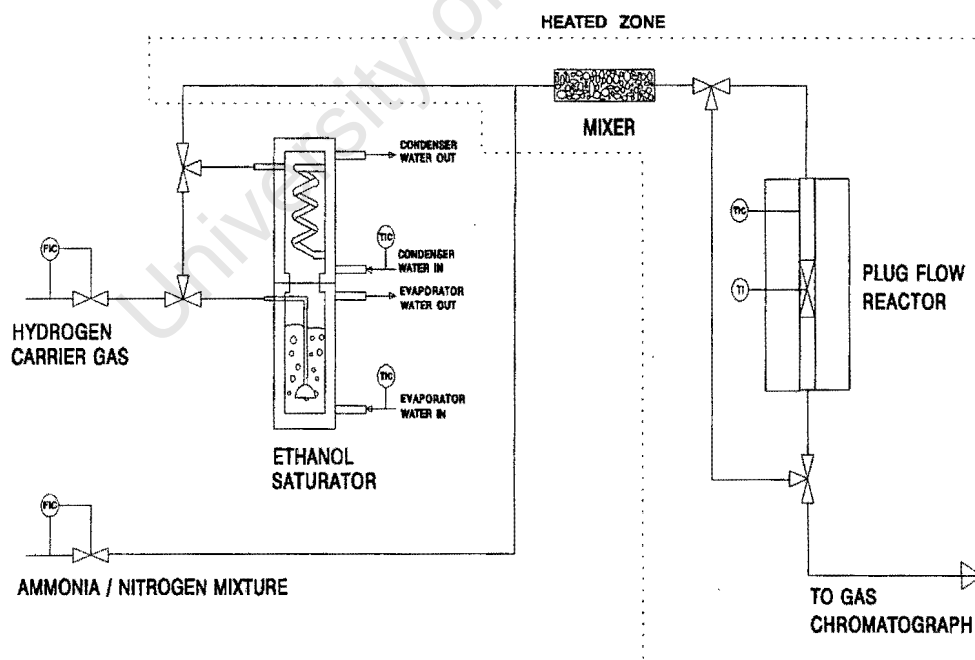 HEATED ZONE
MIXER
CONDENSER
WATER OUT
TIC
CONDENSER
WATER IN
EVAPORATOR
WATER OUT
TIC
EVAPORATOR
WATER IN
FIC
HYDROGEN
CARRIER GAS
ETHANOL
SATURATOR
TIC
TI
PLUG FLOW
REACTOR
FIC
AMMONIA / NITROGEN MIXTURE
TO GAS
CHROMATOGRAPH
University o